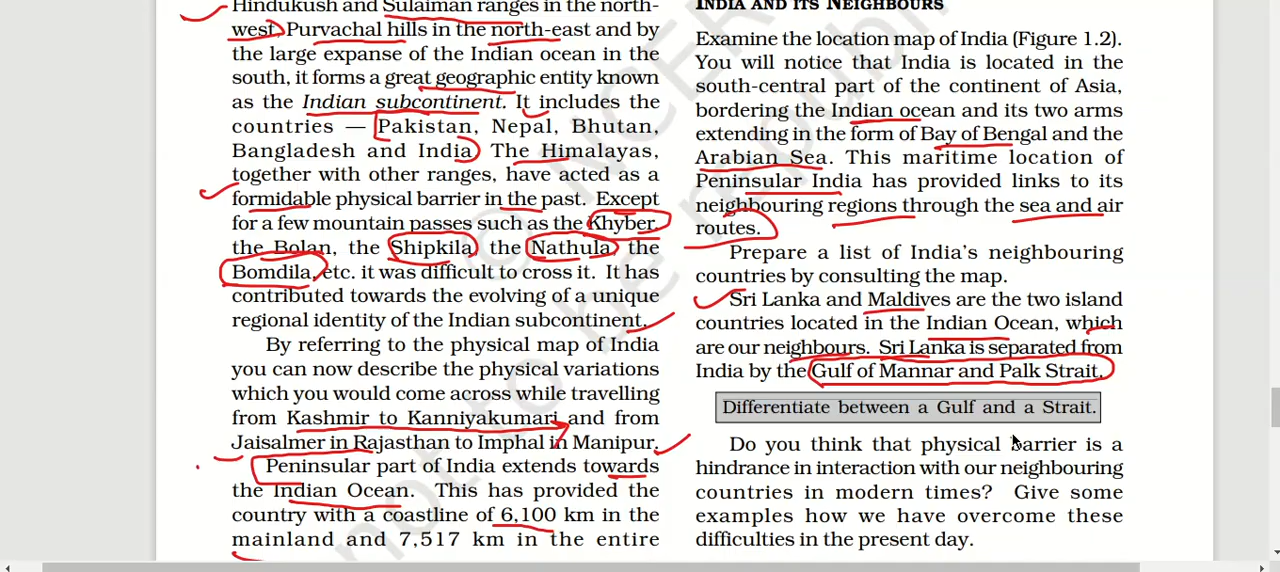 Hindukush and Sulaiman ranges in the north-
west, Purvachal hills in the north-east and by
the large expanse of the Indian ocean in the
south, it forms a great geographic entity known
as the Indian subcontinent. It includes the
countries — Pakistan, Nepal, Bhutan,
Bangladesh and India. The Himalayas,
together with other ranges, have acted as a
formidable physical barrier in the past. Except
for a few mountain passes such as the Khyber,
the Bolan, the Shipkila, the Nathula, the
Bomdila, etc. it was difficult to cross it. It has
contributed towards the evolving of a unique
regional identity of the Indian subcontinent.
By referring to the physical map of India
you can now describe the physical variations
which you would come across while travelling
from Kashmir to Kanniyakumari and from
Jaisalmer in Rajasthan to Imphal in Manipur.
Peninsular part of India extends towards
the Indian Ocean. This has provided the
country with a coastline of 6,100 km in the
mainland and 7,517 km in the entire
INDIA AND ITS NEIGHBOURS
Examine the location map of India (Figure 1.2).
You will notice that India is located in the
south-central part of the continent of Asia,
bordering the Indian ocean and its two arms
extending in the form of Bay of Bengal and the
Arabian Sea. This maritime location of
Peninsular India has provided links to its
neighbouring regions through the sea and air
routes.
Prepare a list of India's neighbouring
countries by consulting the map.
Sri Lanka and Maldives are the two island
countries located in the Indian Ocean, which
are our neighbours. Sri Lanka is separated from
India by the Gulf of Mannar and Palk Strait.
Differentiate between a Gulf and a Strait.
Do you think that physical barrier is a
hindrance in interaction with our neighbouring
countries in modern times? Give some
examples how we have overcome these
difficulties in the present day.
© NCER
not to be republi